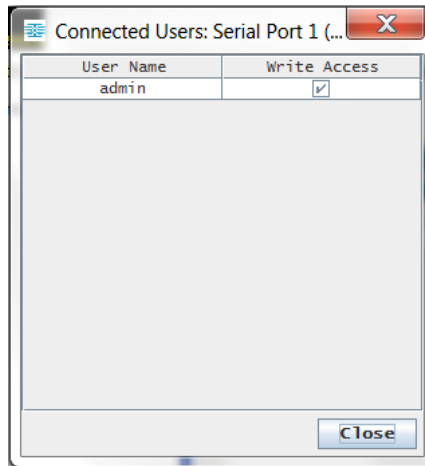 Connected Users: Serial Port 1 (...
User Name Write Access
admin
Close